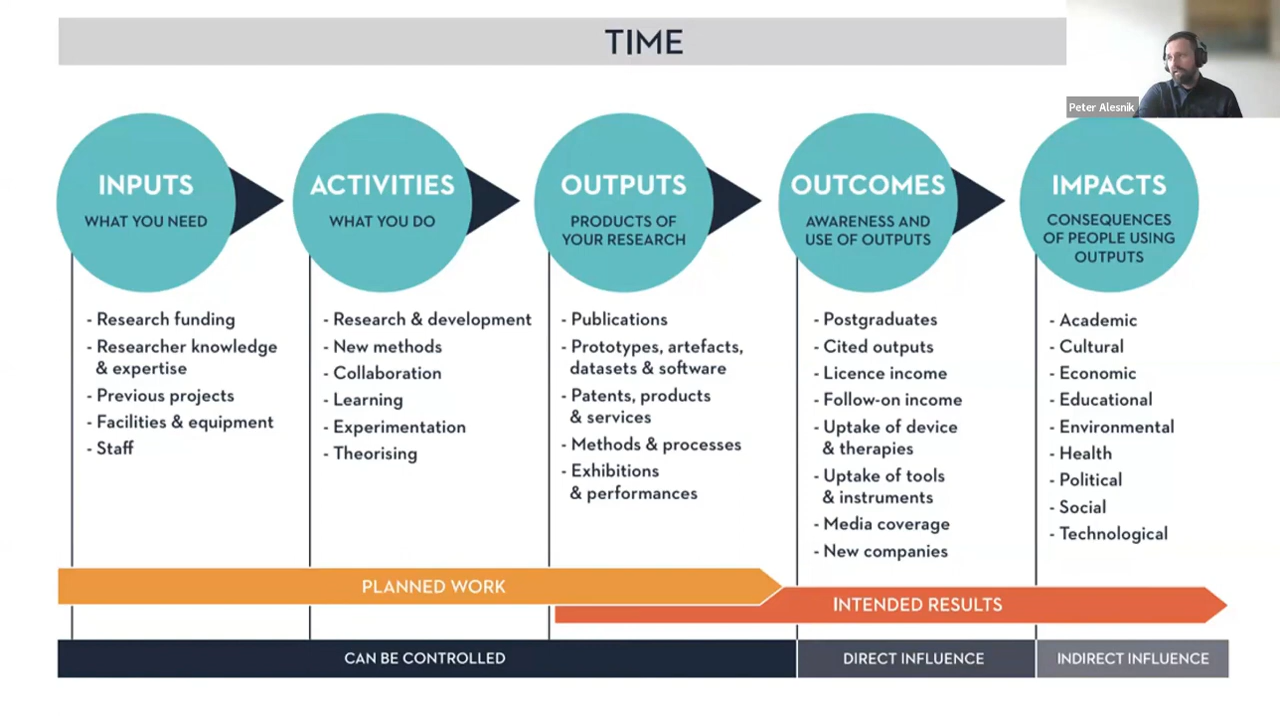 TIME
Peter Alesnik
INPUTS
WHAT YOU NEED
- Research funding
- Researcher knowledge
& expertise
- Previous projects
- Facilities & equipment
- Staff
ACTIVITIES
WHAT YOU DO
- Research & development
- New methods
- Collaboration
- Learning
- Experimentation
- Theorising
OUTPUTS
PRODUCTS OF
YOUR RESEARCH
- Publications
- Prototypes, artefacts,
datasets & software
- Patents, products
& services
- Methods & processes
- Exhibitions
& performances
OUTCOMES
AWARENESS AND
USE OF OUTPUTS
- Postgraduates
- Cited outputs
- Licence income
- Follow-on income
- Uptake of device
& therapies
- Uptake of tools
& instruments
- Media coverage
- New companies
IMPACTS
CONSEQUENCES
OF PEOPLE USING
OUTPUTS
- Academic
- Cultural
- Economic
- Educational
- Environmental
- Health
- Political
- Social
- Technological
PLANNED WORK
INTENDED RESULTS
CAN BE CONTROLLED
DIRECT INFLUENCE
INDIRECT INFLUENCE